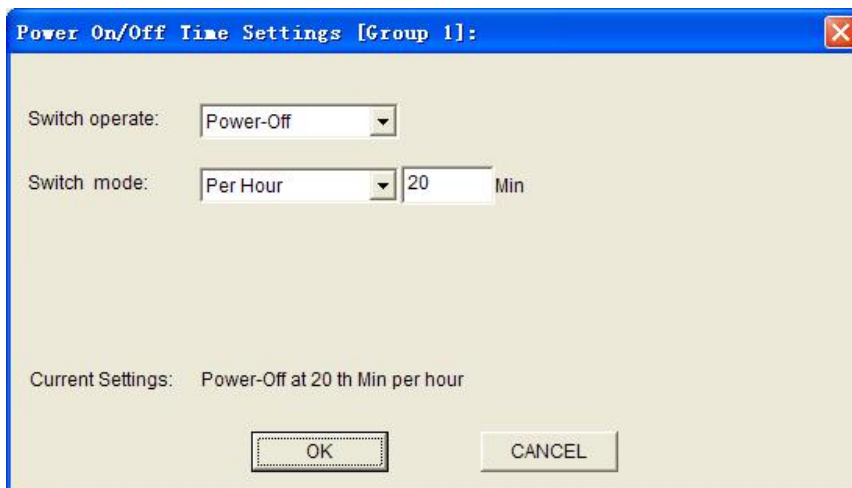 Power On/Off Time Settings [Group 1]:
Switch operate: Power-Off
Switch mode: Per Hour 20 Min
Current Settings: Power-Off at 20 th Min per hour
OK CANCEL